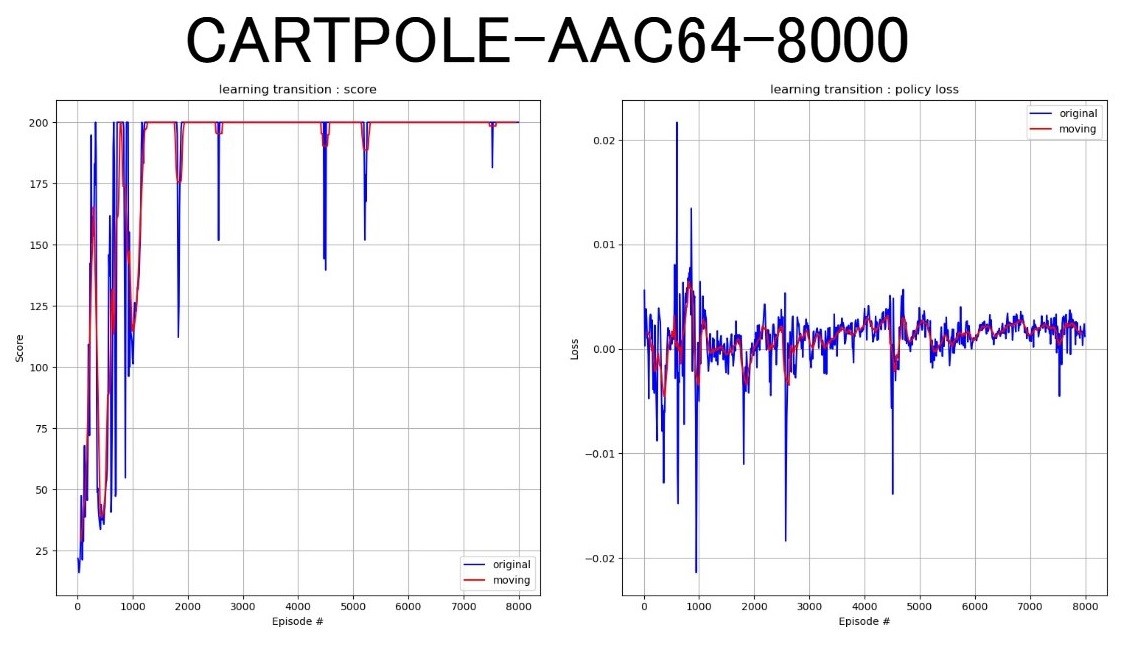 CARTPOLE-AAC64-8000
learning transition : score
200
175
150
125
100
75
50
25
Score
0 1000 2000 3000 4000 5000 6000 7000 8000
Episode #
original
moving
learning transition : policy loss
original
moving
0.02
0.01
0.00
−0.01
−0.02
Loss
0 1000 2000 3000 4000 5000 6000 7000 8000
Episode #